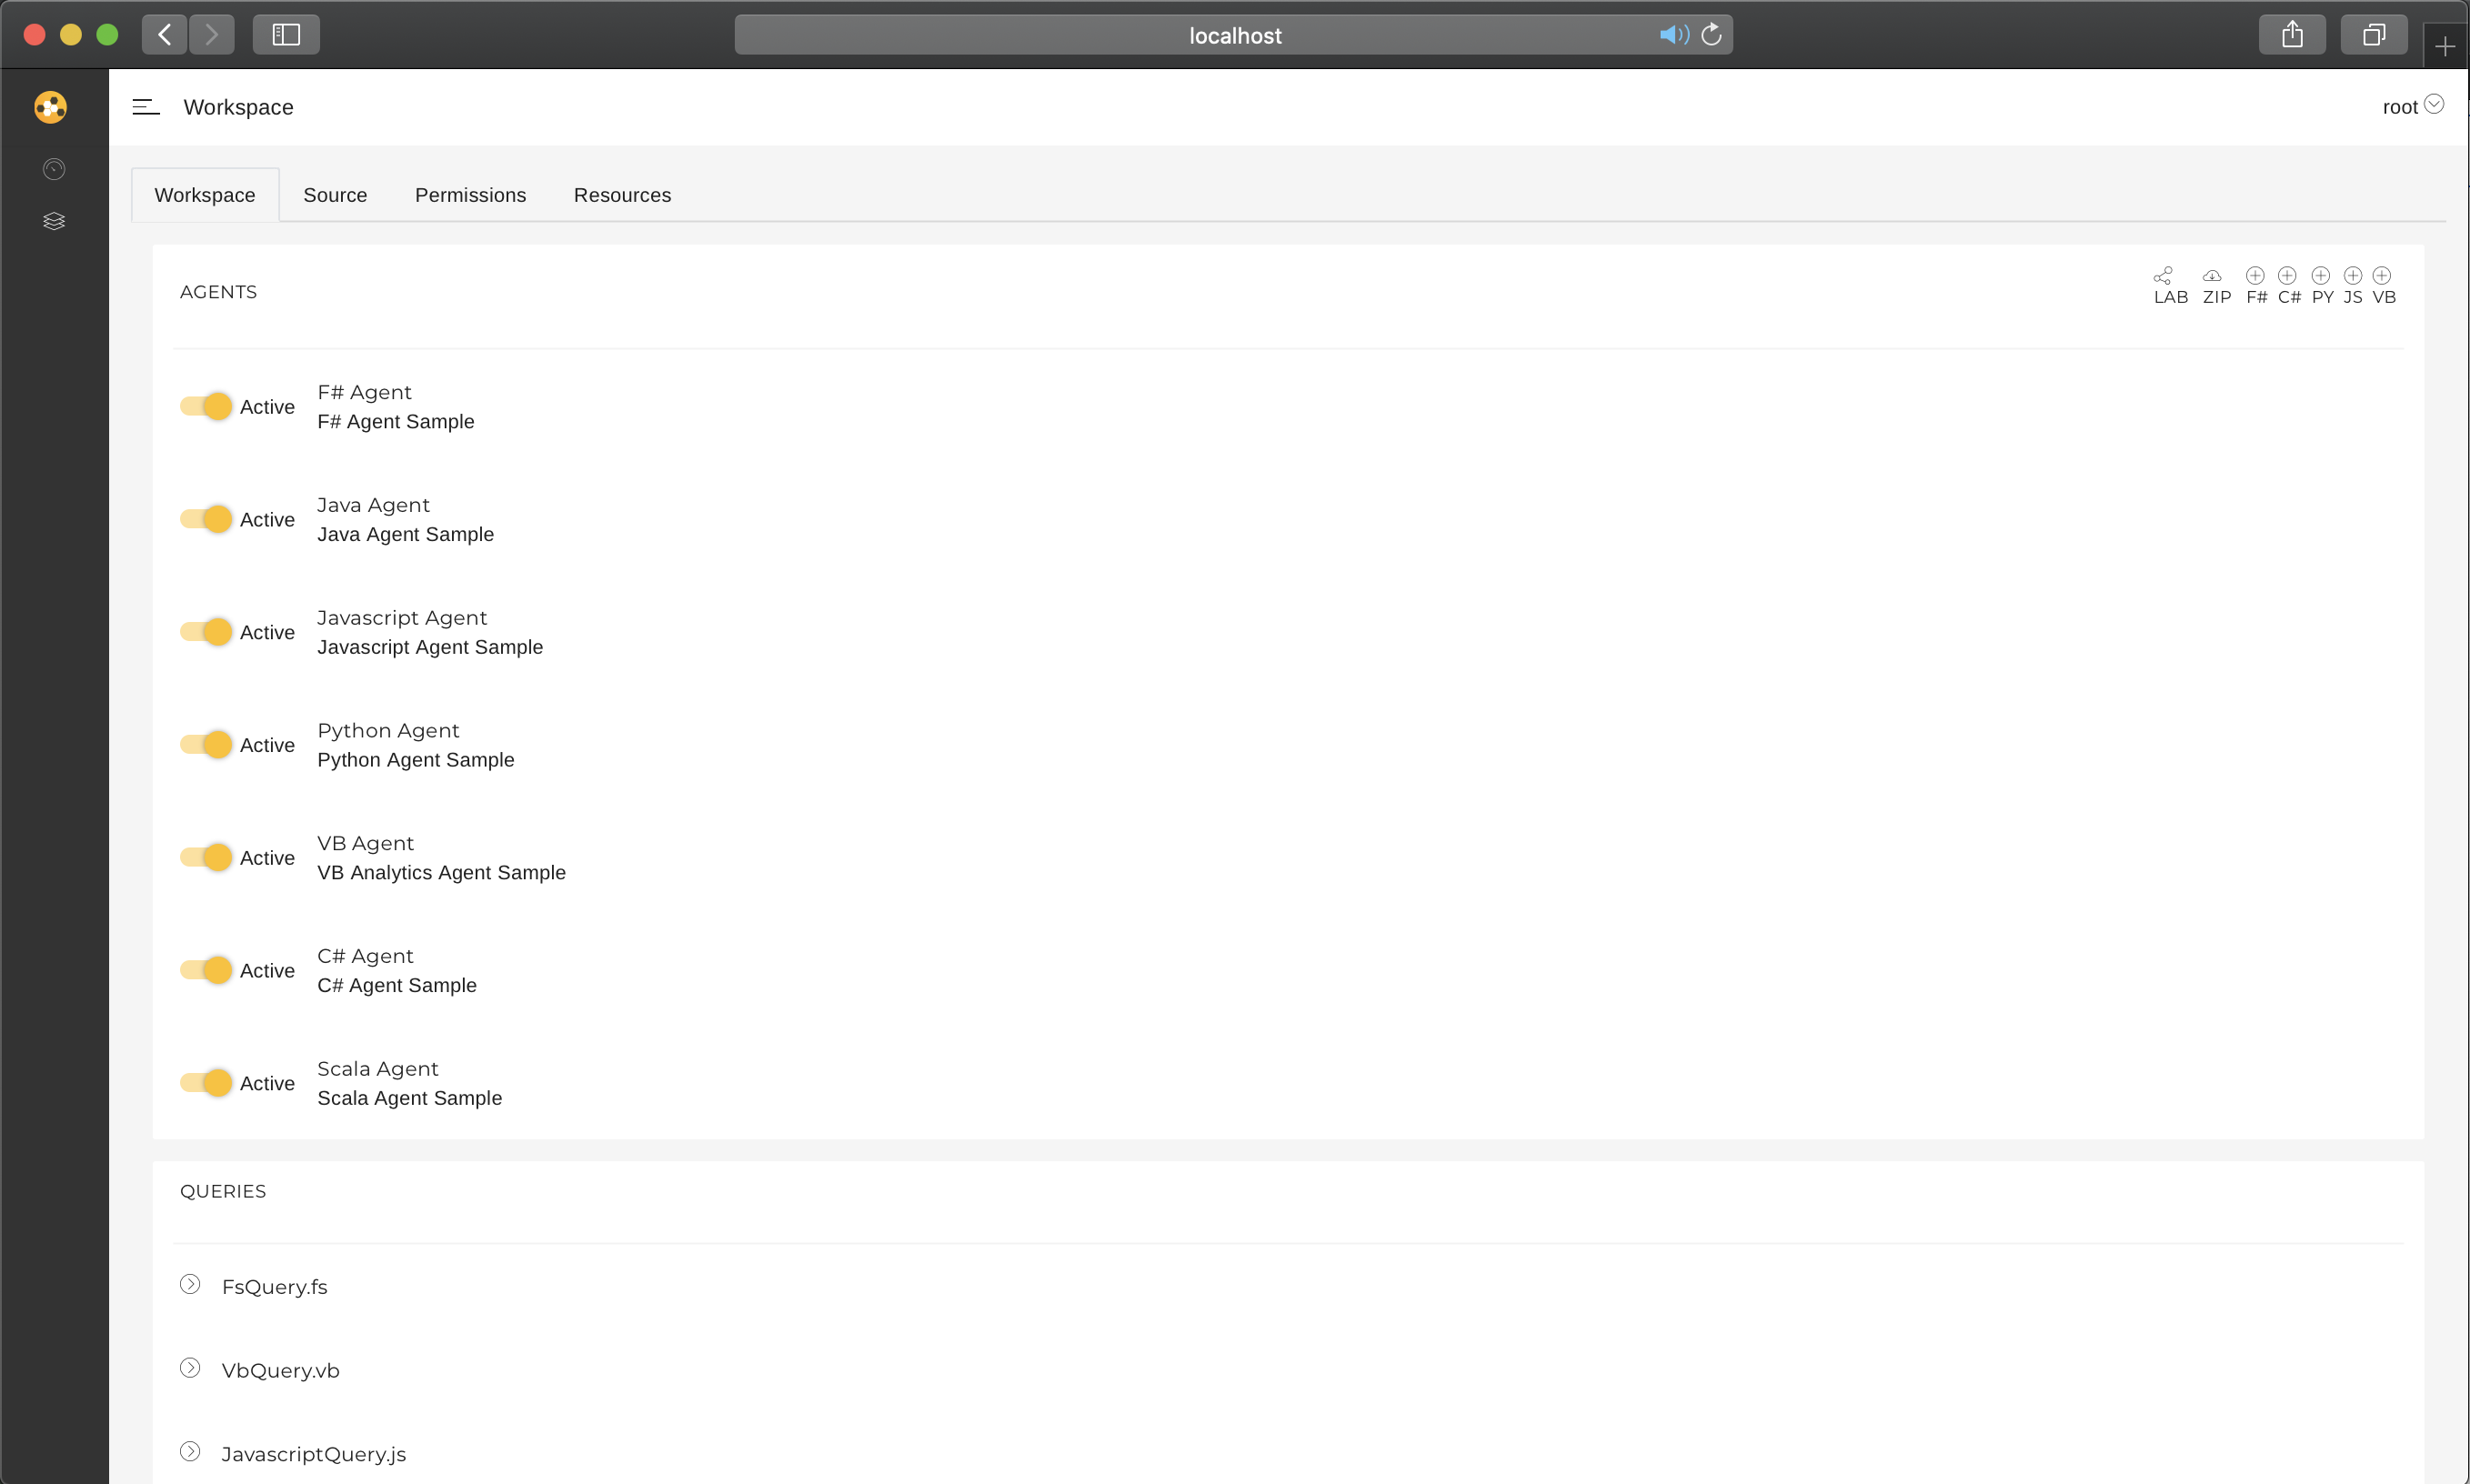 localhost
Workspace
root
Workspace Source Permissions Resources
AGENTS
LAB ZIP F# C# PY JS VB
Active
F# Agent
F# Agent Sample
Active
Java Agent
Java Agent Sample
Active
Javascript Agent
Javascript Agent Sample
Active
Python Agent
Python Agent Sample
Active
VB Agent
VB Analytics Agent Sample
Active
C# Agent
C# Agent Sample
Active
Scala Agent
Scala Agent Sample
QUERIES
FsQuery.fs
VbQuery.vb
JavascriptQuery.js